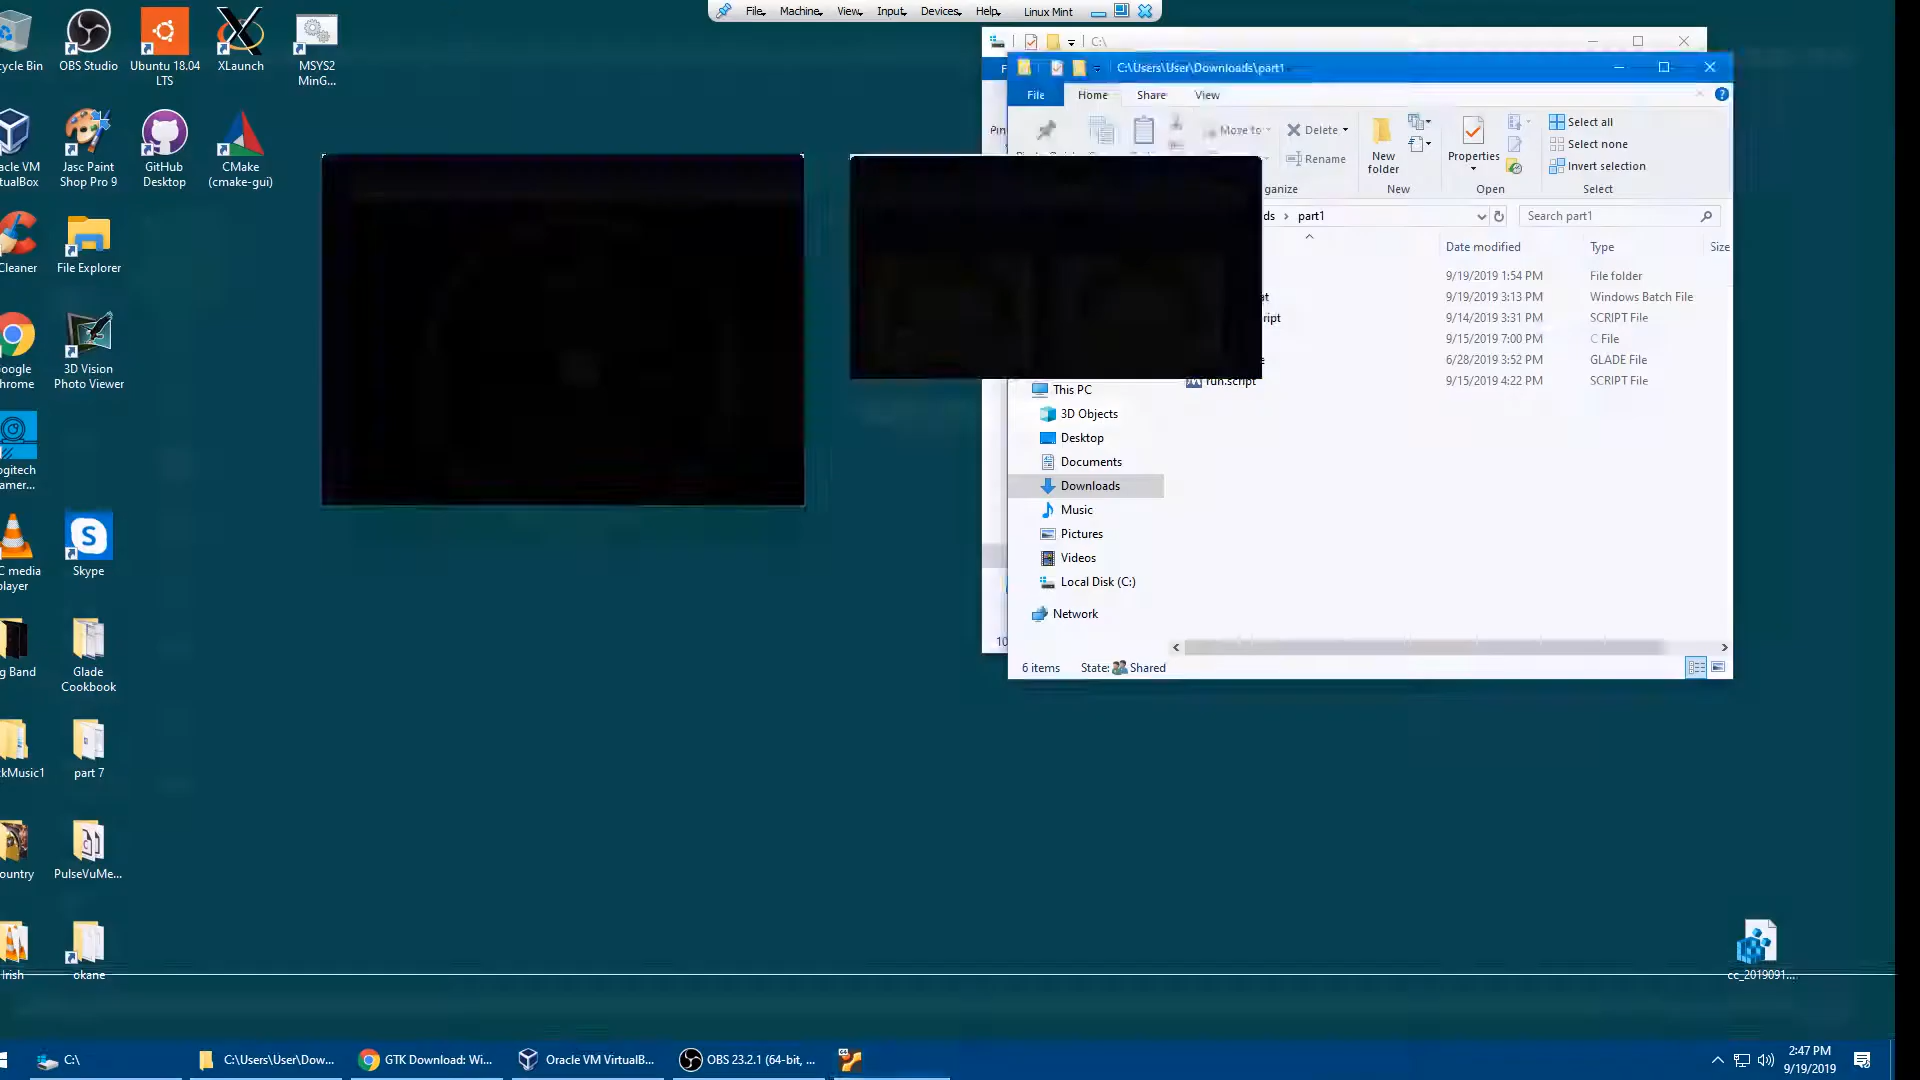 File Machine View Input Devices Help Linux Mint
cycle Bin
OBS Studio
Ubuntu 18.04
LTS
XLaunch
MSYS2
MinG...
C:\
C:\Users\User\Downloads\part1
File Home Share View
Move to
Delete
Rename
New
folder
Properties
Select all
Select none
Invert selection
New
Open
Select
part1
Search part1
Date modified Type Size
9/19/2019 1:54 PM File folder
9/19/2019 3:13 PM Windows Batch File
9/14/2019 3:31 PM SCRIPT File
9/15/2019 7:00 PM C File
6/28/2019 3:52 PM GLADE File
run.script 9/15/2019 4:22 PM SCRIPT File
This PC
3D Objects
Desktop
Documents
Downloads
Music
Pictures
Videos
Local Disk (C:)
Network
6 items State: Shared
acle VM
tualBox
Jasc Paint
Shop Pro 9
GitHub
Desktop
CMake
(cmake-gui)
Cleaner
File Explorer
oogle
hrome
3D Vision
Photo Viewer
ogitech
amer...
C media
player
Skype
g Band
Glade
Cookbook
ckMusic1
part 7
ountry
PulseVuMe...
Irish
okane
cc_2019091...
C:\
C:\Users\User\Dow...
GTK Download: Wi...
Oracle VM VirtualB...
OBS 23.2.1 (64-bit, ...
2:47 PM
9/19/2019